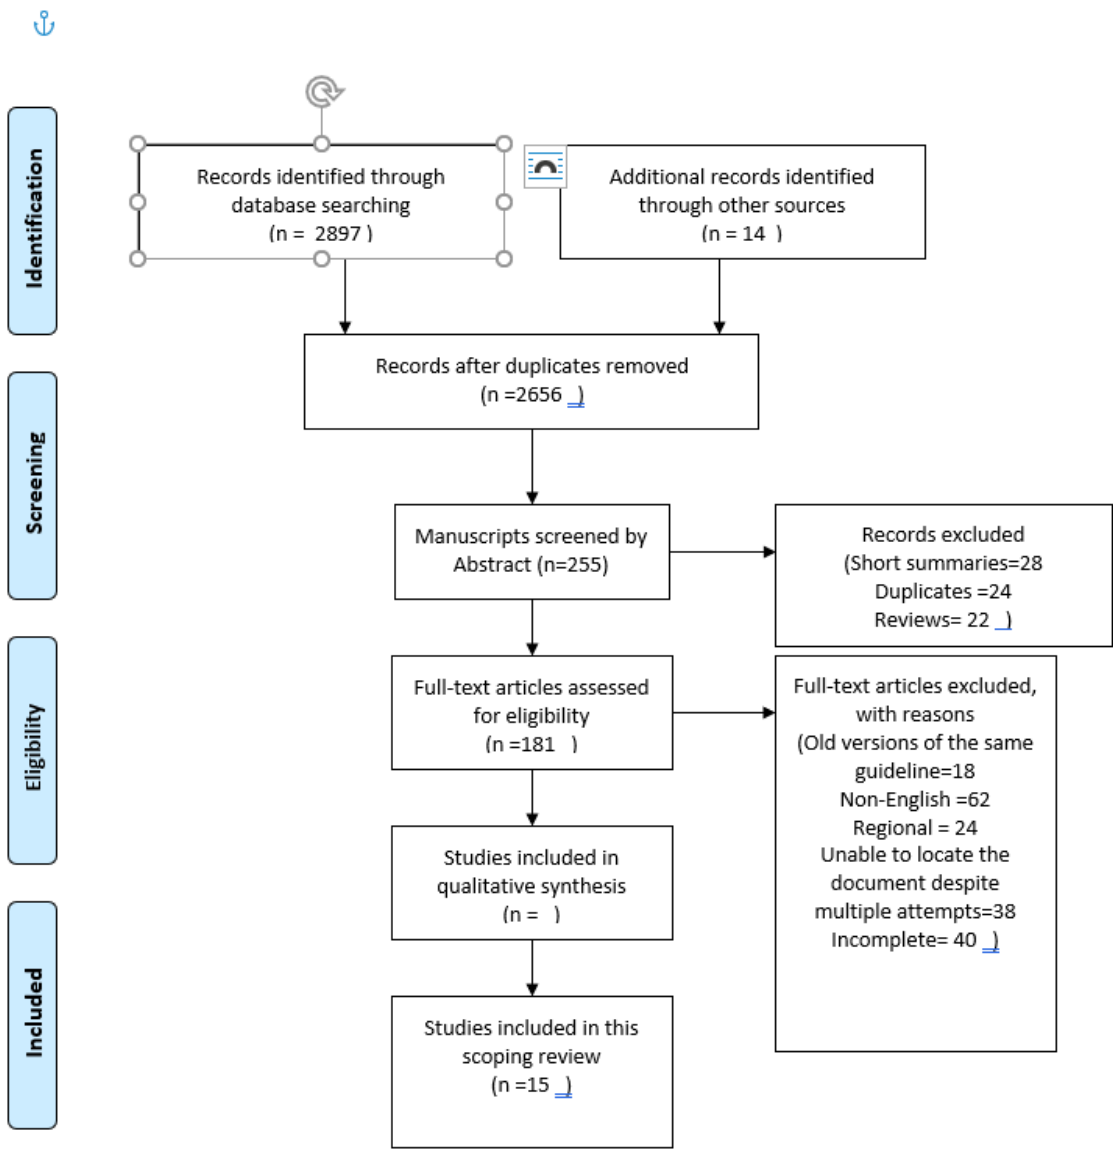 Identification
Records identified through
database searching
(n =  2897 )
Additional records identified
through other sources
(n = 14  )
Screening
Records after duplicates removed
(n =2656  )
Manuscripts screened by
Abstract (n=255)
Records excluded
(Short summaries=28
Duplicates =24
Reviews= 22  )
Eligibility
Full-text articles assessed
for eligibility
(n =181   )
Full-text articles excluded,
with reasons
(Old versions of the same
guideline=18
Non-English =62
Regional = 24
Unable to locate the
document despite
multiple attempts=38
Incomplete= 40  )
Studies included in
qualitative synthesis
(n =   )
Included
Studies included in this
scoping review
(n =15  )